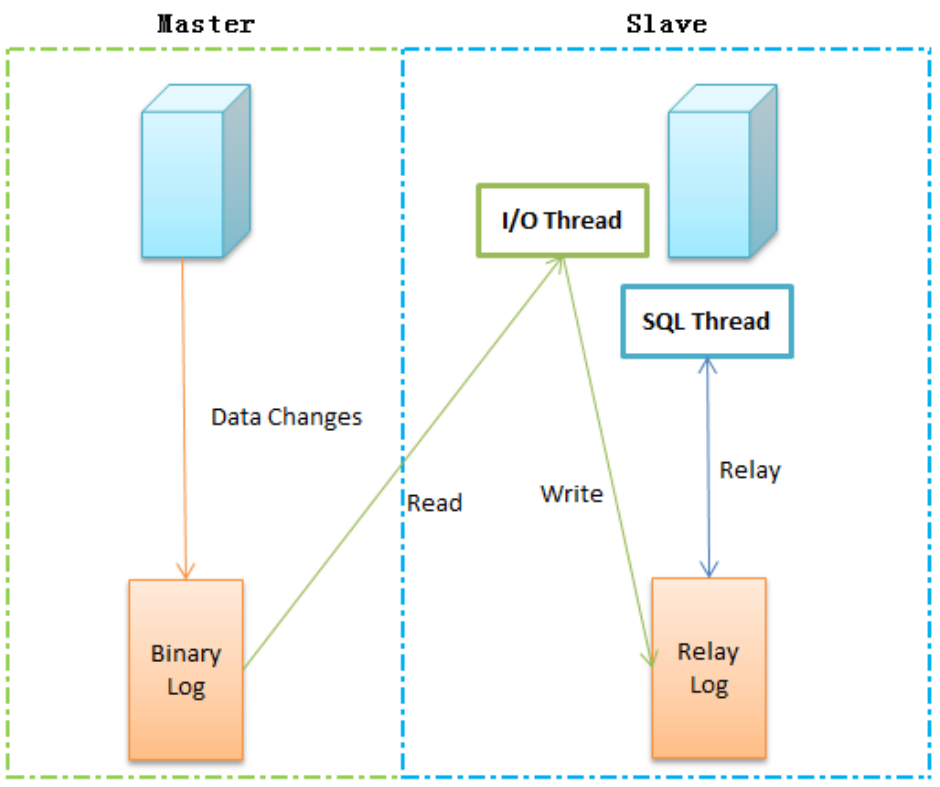 Master
Slave
I/O Thread
SQL Thread
Data Changes
Read
Write
Relay
Binary
Log
Relay
Log